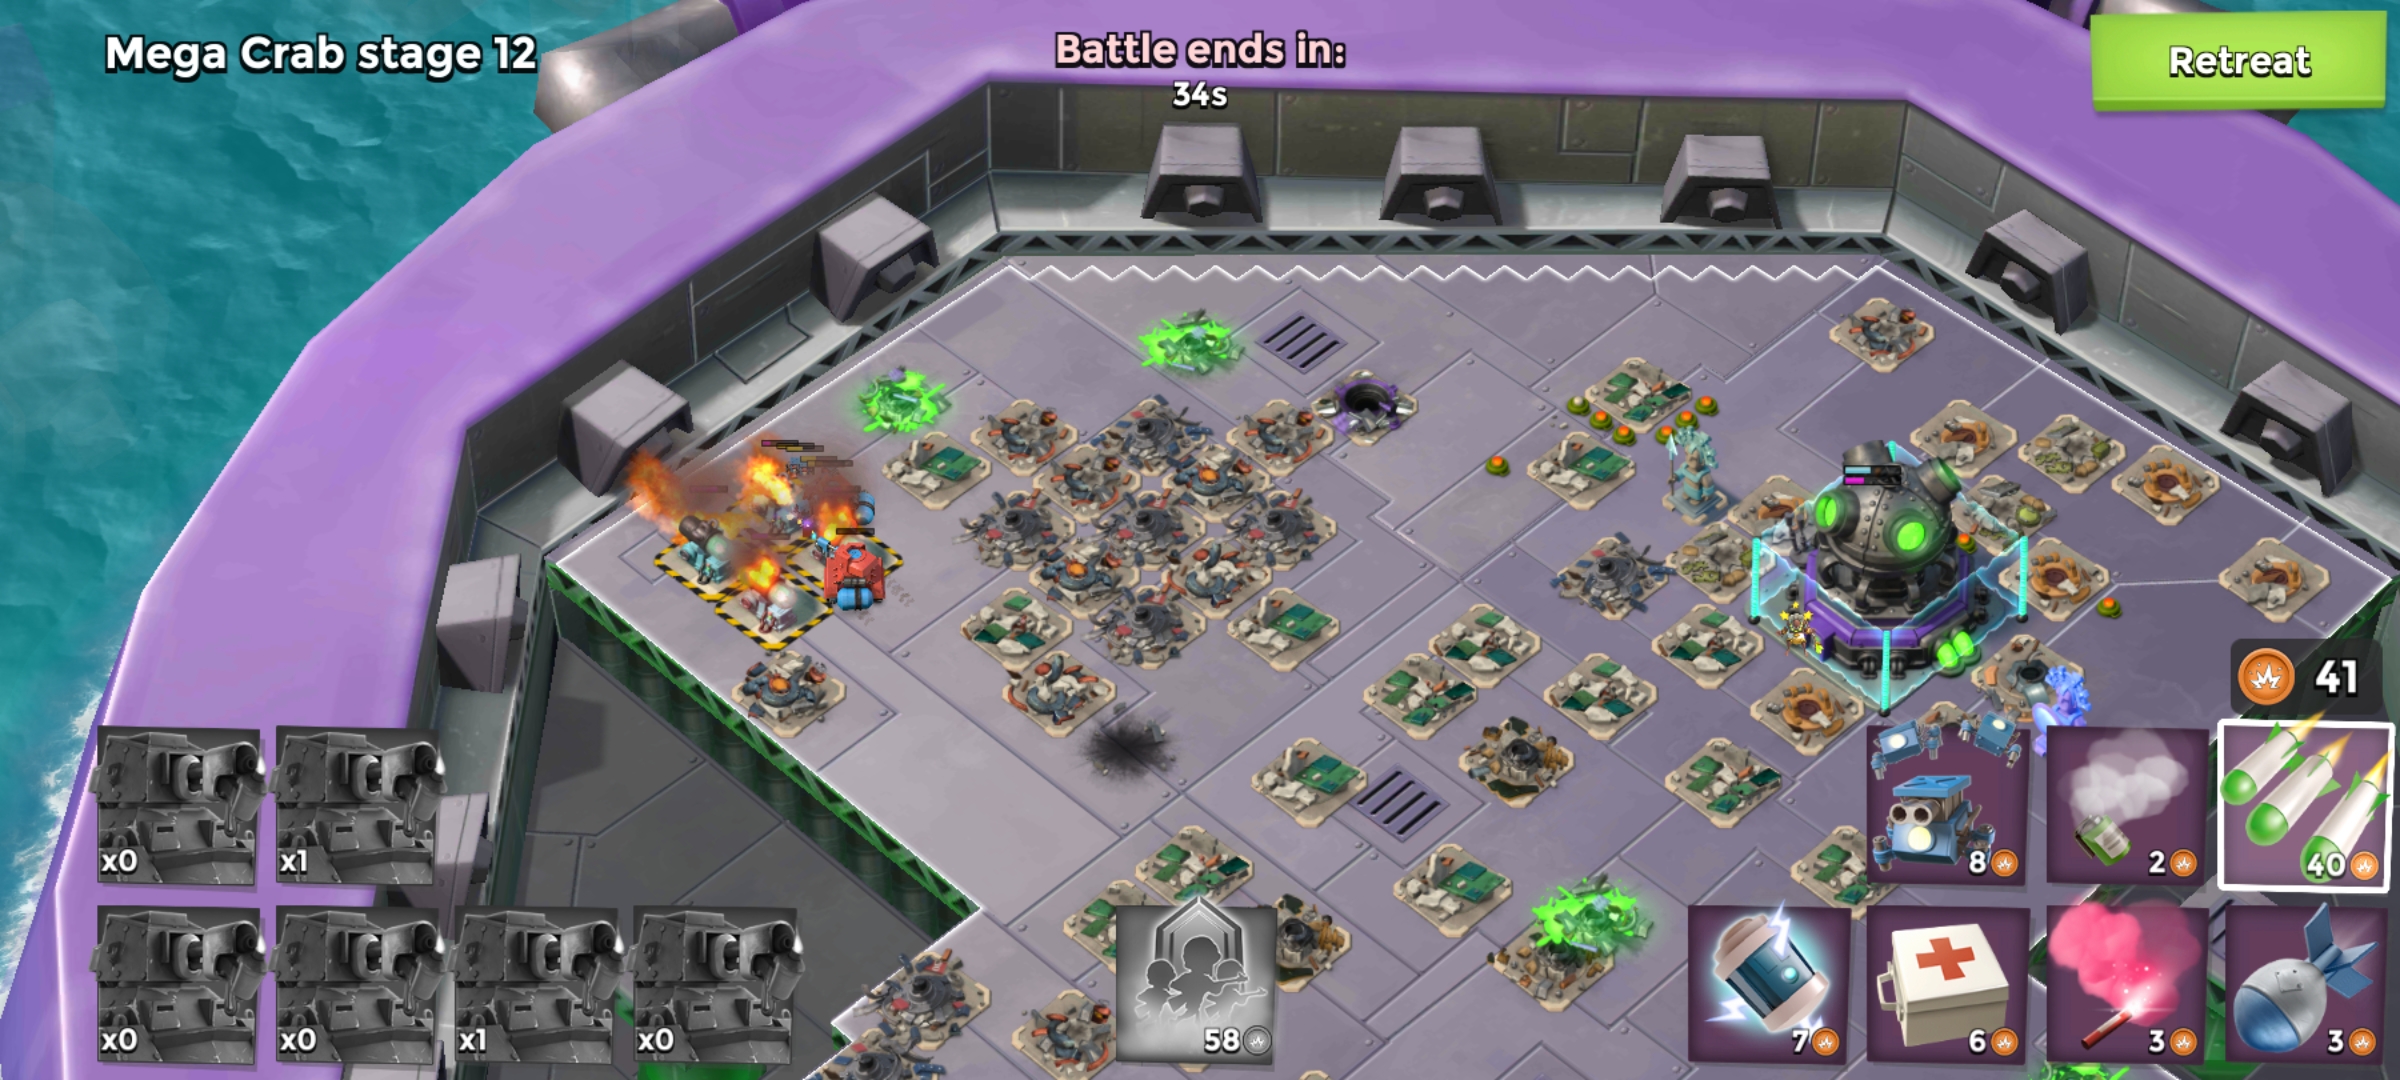 Mega Crab stage 12
Battle ends in:
34s
Retreat
41
x0
x1
8
2
40
x0
x0
x1
x0
58
7
6
3
3